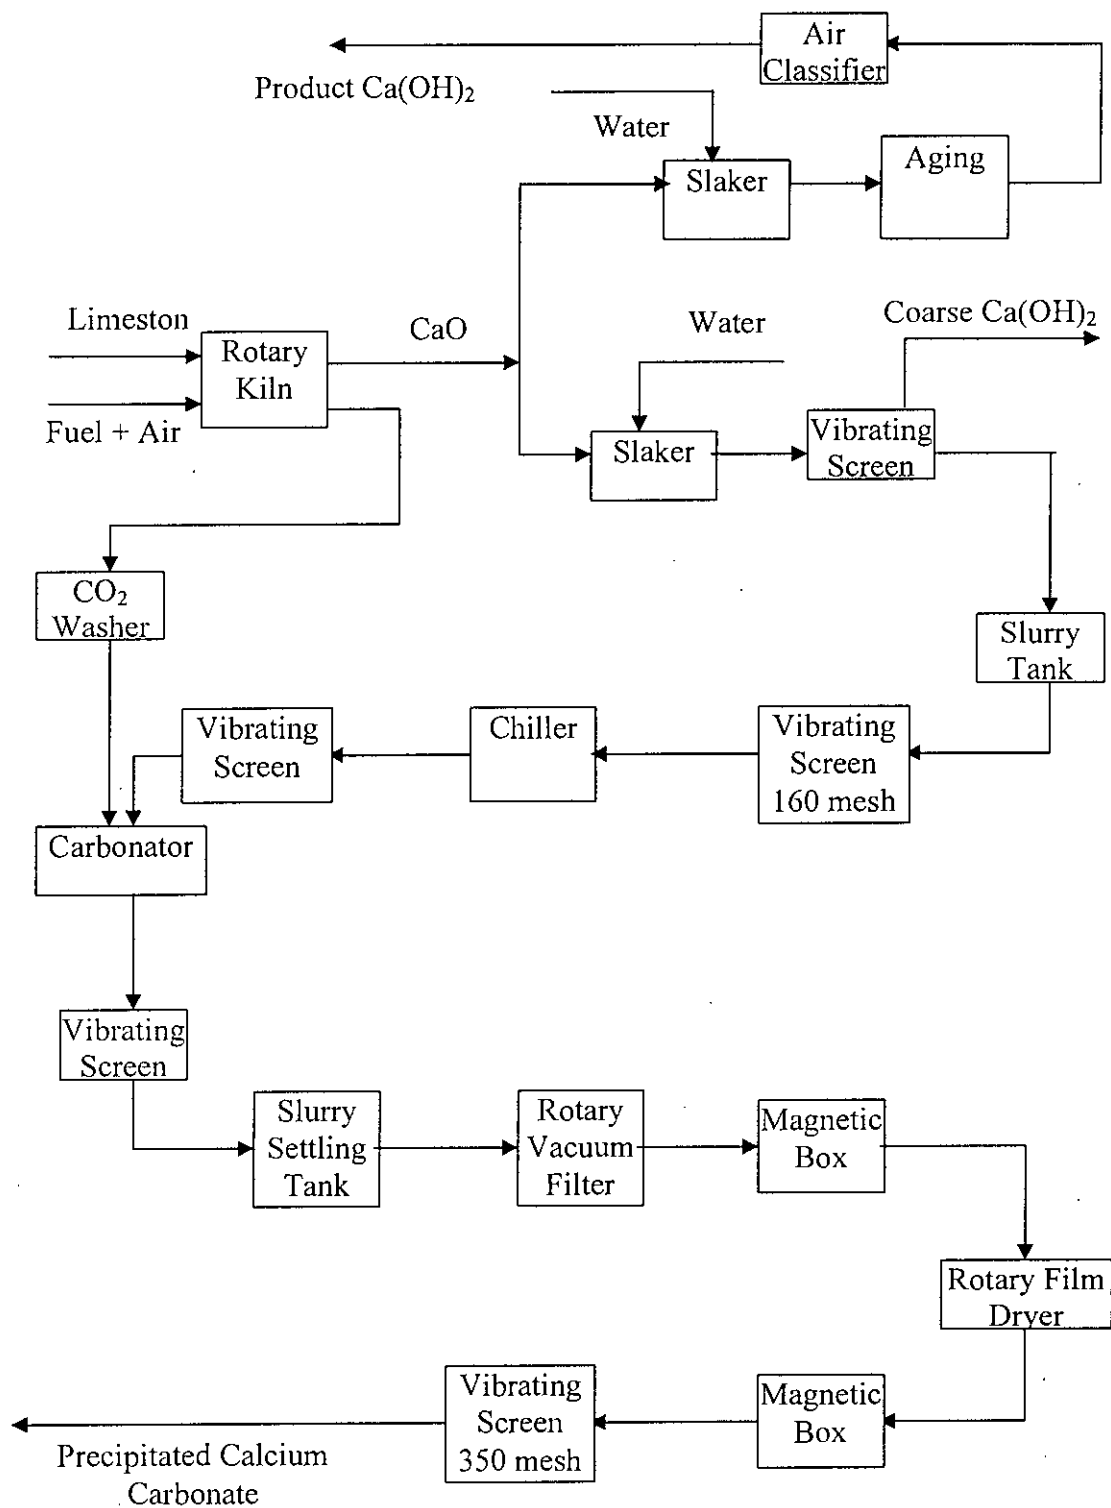 Air
Classifier
Product Ca(OH)₂
Water
Slaker
Aging
Limeston
CaO
Water
Coarse Ca(OH)₂
Rotary
Kiln
Fuel + Air
Slaker
Vibrating
Screen
CO₂
Washer
Slurry
Tank
Vibrating
Screen
Chiller
Vibrating
Screen
160 mesh
Carbonator
Vibrating
Screen
Slurry
Settling
Tank
Rotary
Vacuum
Filter
Magnetic
Box
Rotary Film
Dryer
Vibrating
Screen
350 mesh
Magnetic
Box
Precipitated Calcium
Carbonate